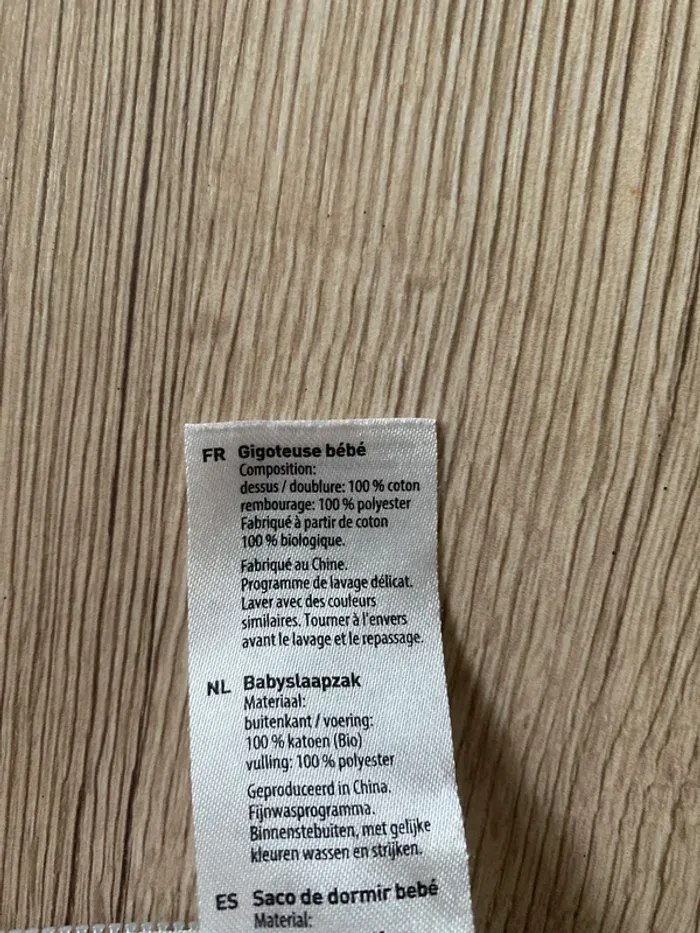 FR Gigoteuse bébé
Composition:
dessus / doublure: 100 % coton
rembourage: 100 % polyester
Fabriqué à partir de coton
100 % biologique.
Fabriqué au Chine.
Programme de lavage délicat.
Laver avec des couleurs
similaires. Tourner à l'envers
avant le lavage et le repassage.
NL Babyslaapzak
Materiaal:
buitenkant / voering:
100 % katoen (Bio)
vulling: 100 % polyester
Geproduceerd in China.
Fijnwasprogramma.
Binnenstebuiten, met gelijke
kleuren wassen en strijken.
ES Saco de dormir bebé
Material: